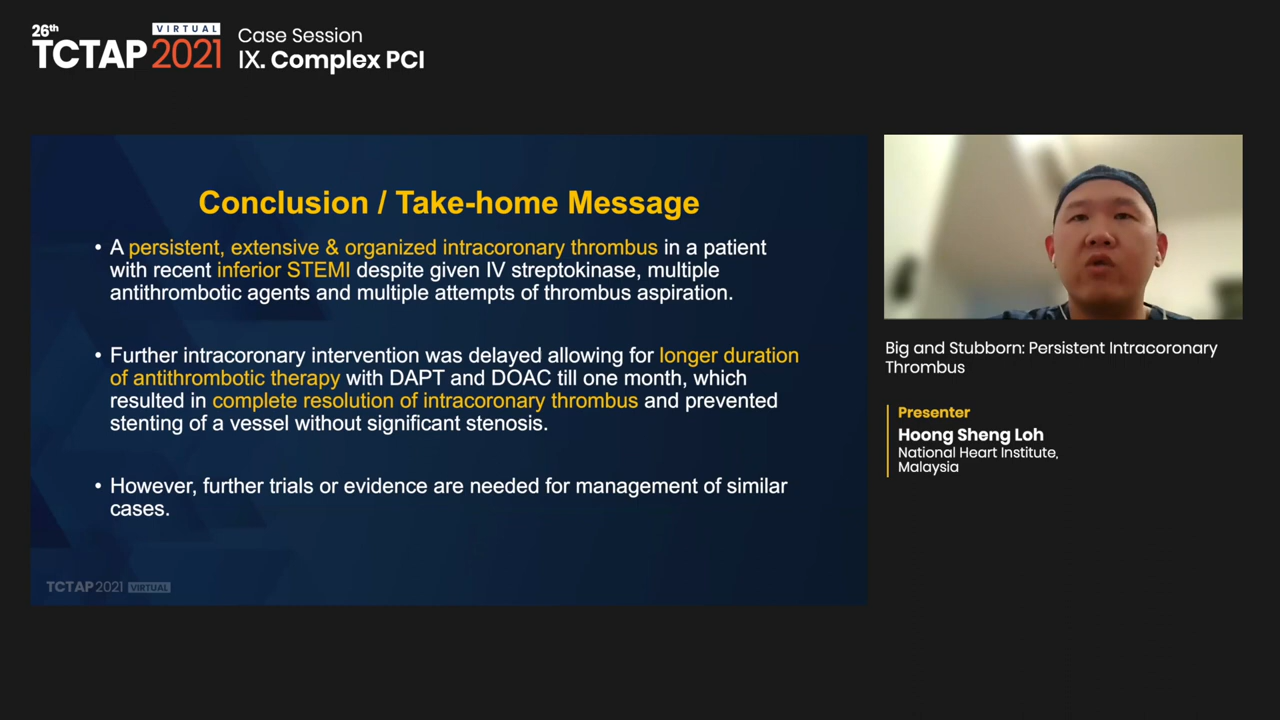 26th
VIRTUAL
TCTAP 2021
Case Session
IX. Complex PCI
Conclusion / Take-home Message
• A persistent, extensive & organized intracoronary thrombus in a patient
with recent inferior STEMI despite given IV streptokinase, multiple
antithrombotic agents and multiple attempts of thrombus aspiration.
• Further intracoronary intervention was delayed allowing for longer duration
of antithrombotic therapy with DAPT and DOAC till one month, which
resulted in complete resolution of intracoronary thrombus and prevented
stenting of a vessel without significant stenosis.
• However, further trials or evidence are needed for management of similar
cases.
TCTAP 2021 VIRTUAL
Big and Stubborn: Persistent Intracoronary
Thrombus
Presenter
Hoong Sheng Loh
National Heart Institute,
Malaysia